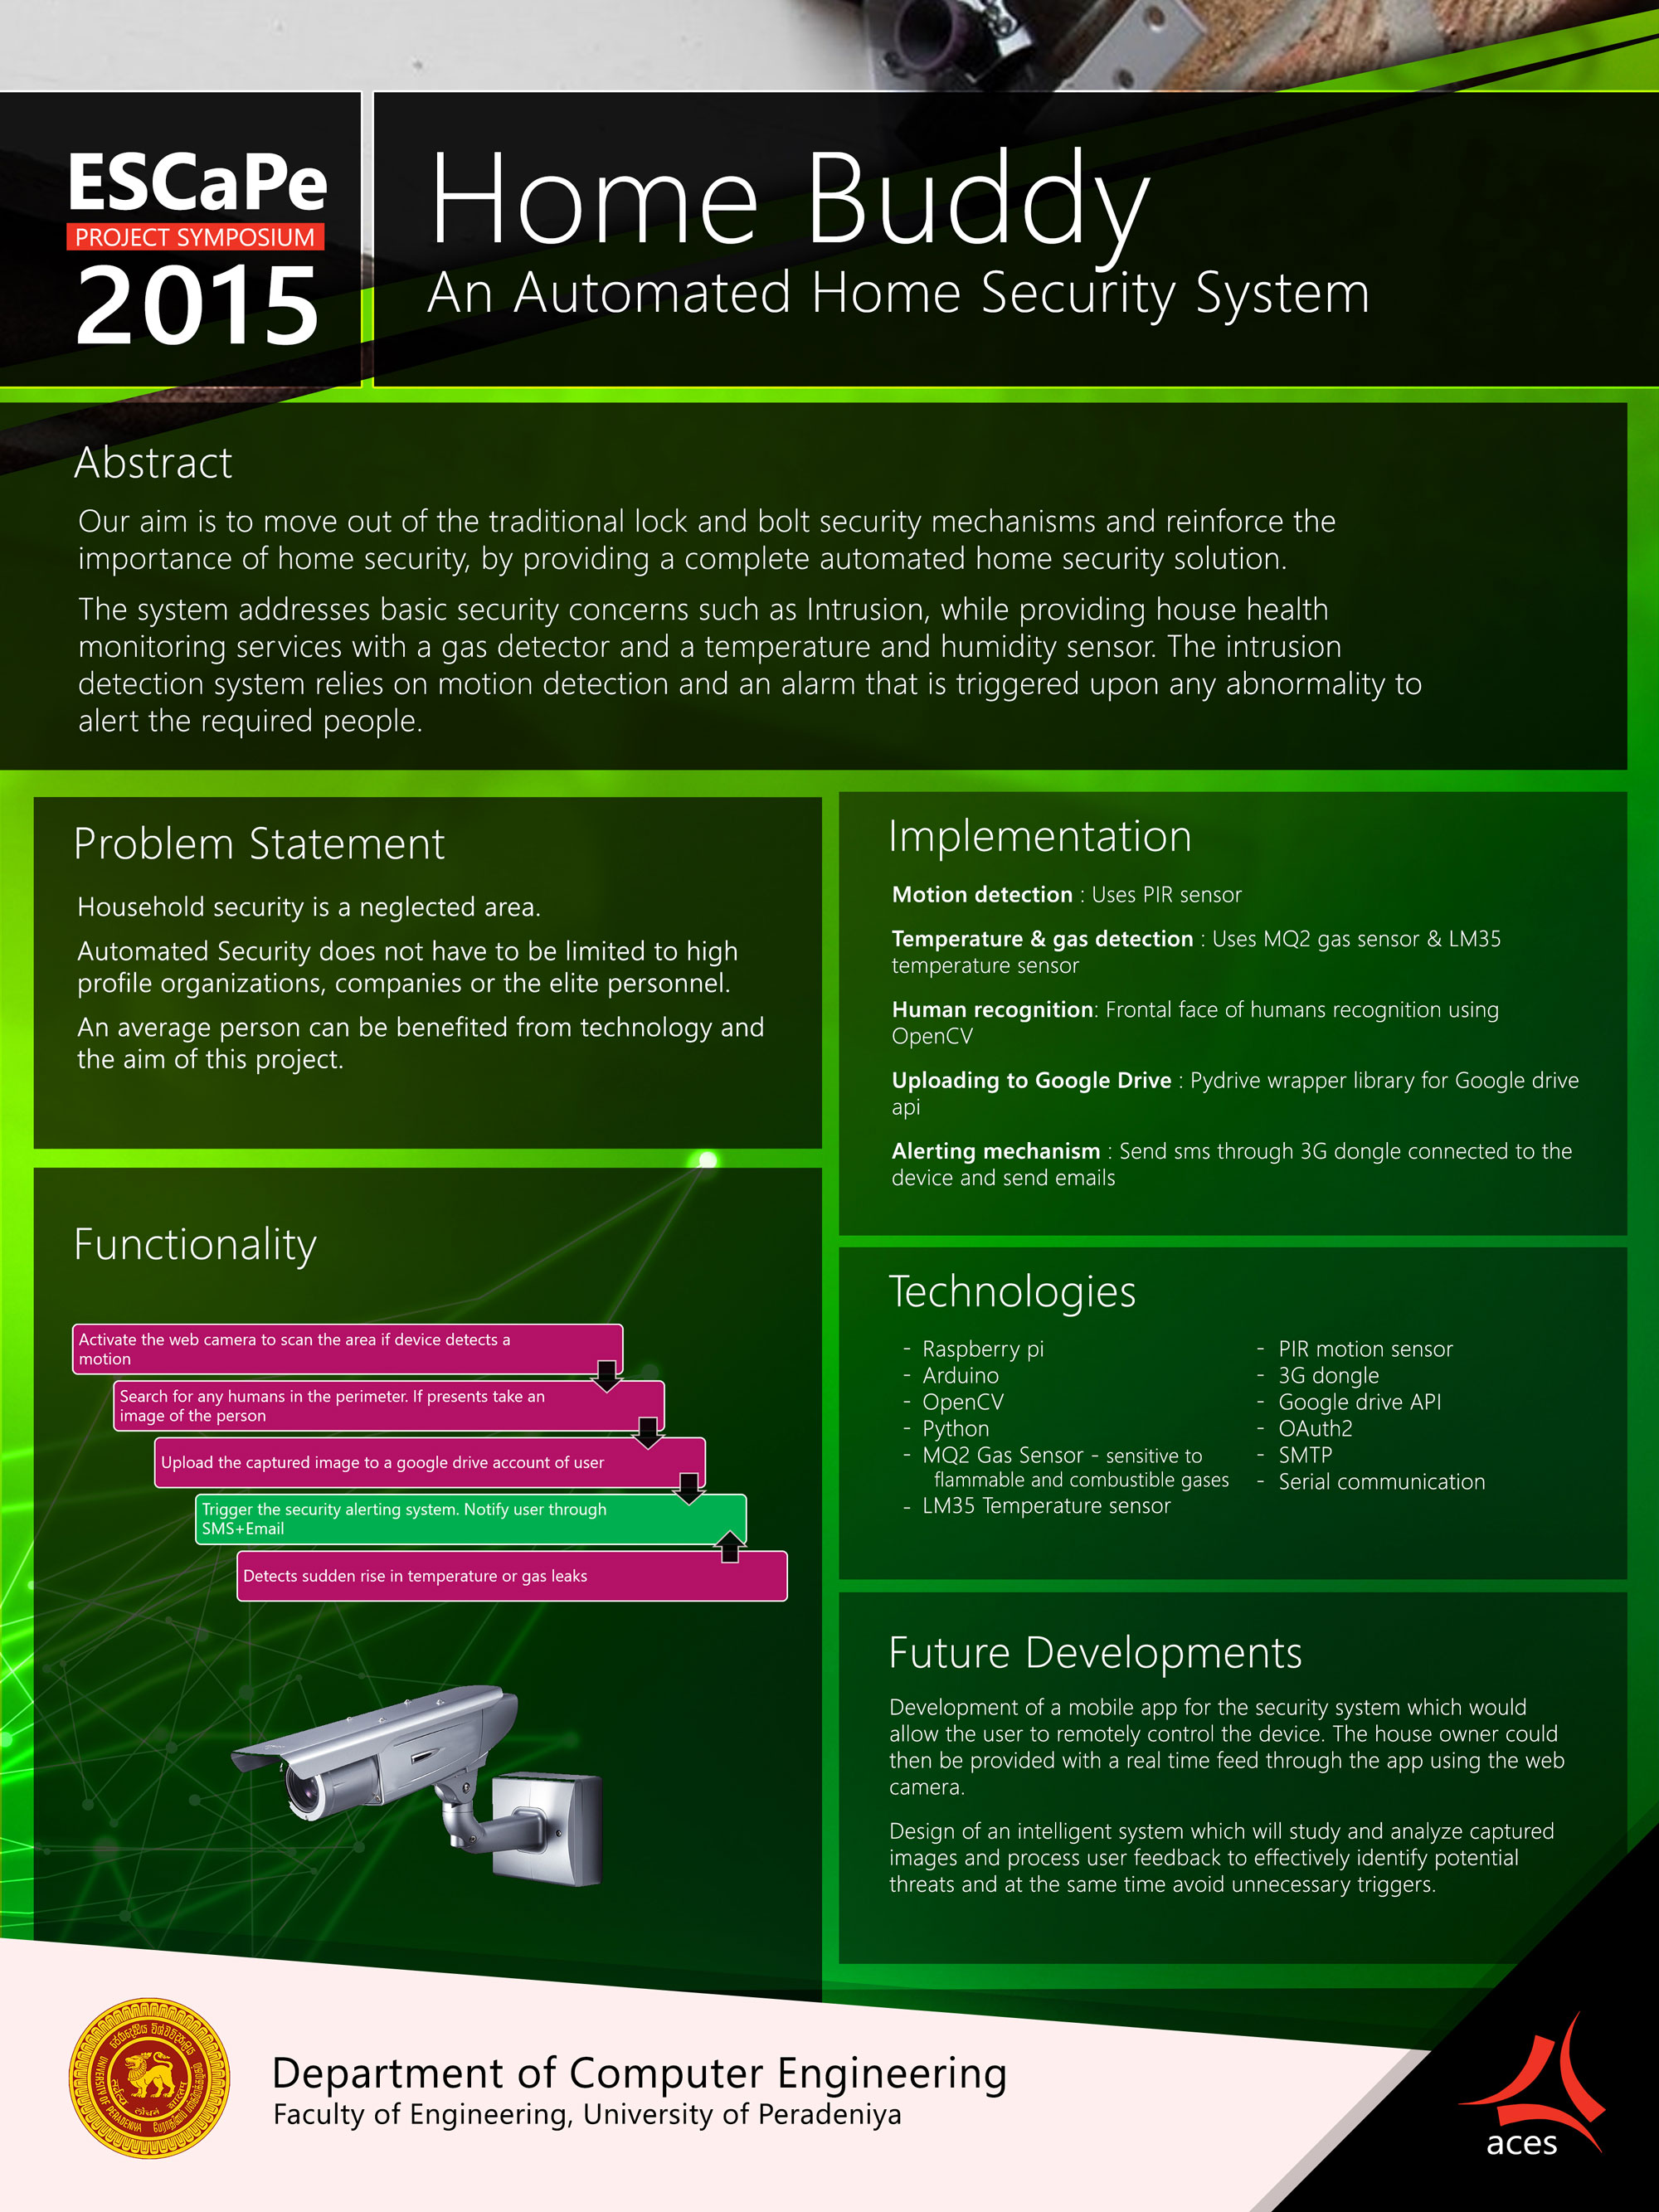 ESCaPe
PROJECT SYMPOSIUM
2015
Home Buddy
An Automated Home Security System
Abstract
Our aim is to move out of the traditional lock and bolt security mechanisms and reinforce the
importance of home security, by providing a complete automated home security solution.
The system addresses basic security concerns such as Intrusion, while providing house health
monitoring services with a gas detector and a temperature and humidity sensor. The intrusion
detection system relies on motion detection and an alarm that is triggered upon any abnormality to
alert the required people.
Problem Statement
Household security is a neglected area.
Automated Security does not have to be limited to high
profile organizations, companies or the elite personnel.
An average person can be benefited from technology and
the aim of this project.
Functionality
Activate the web camera to scan the area if device detects a
motion
Search for any humans in the perimeter. If presents take an
image of the person
Upload the captured image to a google drive account of user
Trigger the security alerting system. Notify user through
SMS+Email
Detects sudden rise in temperature or gas leaks
Implementation
Motion detection : Uses PIR sensor
Temperature & gas detection : Uses MQ2 gas sensor & LM35
temperature sensor
Human recognition: Frontal face of humans recognition using
OpenCV
Uploading to Google Drive : Pydrive wrapper library for Google drive
api
Alerting mechanism : Send sms through 3G dongle connected to the
device and send emails
Technologies
- Raspberry pi
- Arduino
- OpenCV
- Python
- MQ2 Gas Sensor - sensitive to
flammable and combustible gases
- LM35 Temperature sensor
- PIR motion sensor
- 3G dongle
- Google drive API
- OAuth2
- SMTP
- Serial communication
Future Developments
Development of a mobile app for the security system which would
allow the user to remotely control the device. The house owner could
then be provided with a real time feed through the app using the web
camera.
Design of an intelligent system which will study and analyze captured
images and process user feedback to effectively identify potential
threats and at the same time avoid unnecessary triggers.
UNIVERSITY OF PERADENIYA
Department of Computer Engineering
Faculty of Engineering, University of Peradeniya
aces